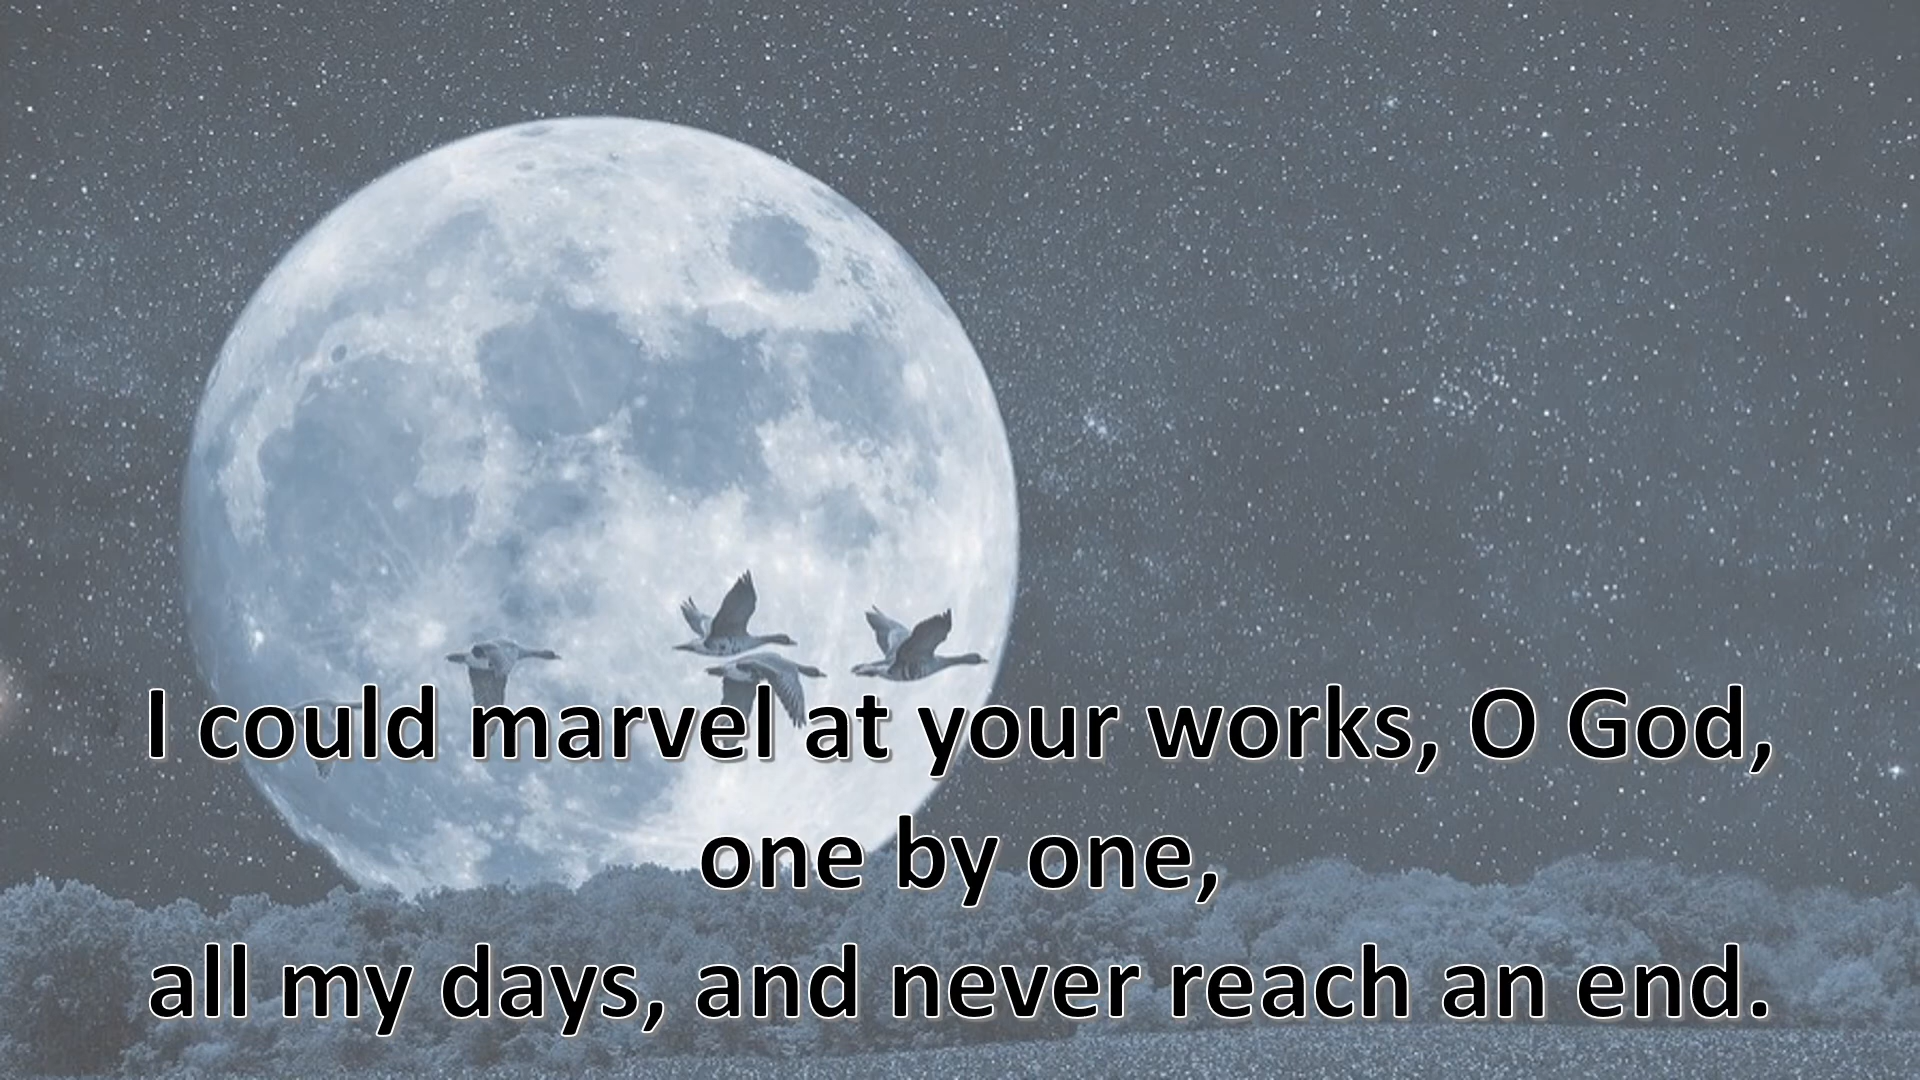 I could marvel at your works, O God,
one by one,
all my days, and never reach an end.